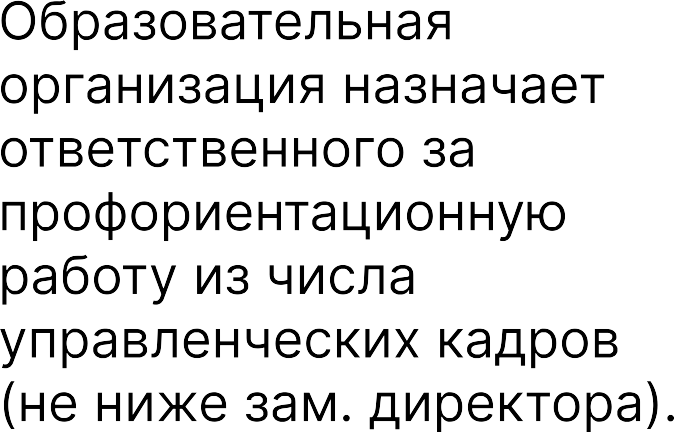 Образовательная
организация назначает
ответственного за
профориентационную
работу из числа
управленческих кадров
(не ниже зам. директора).